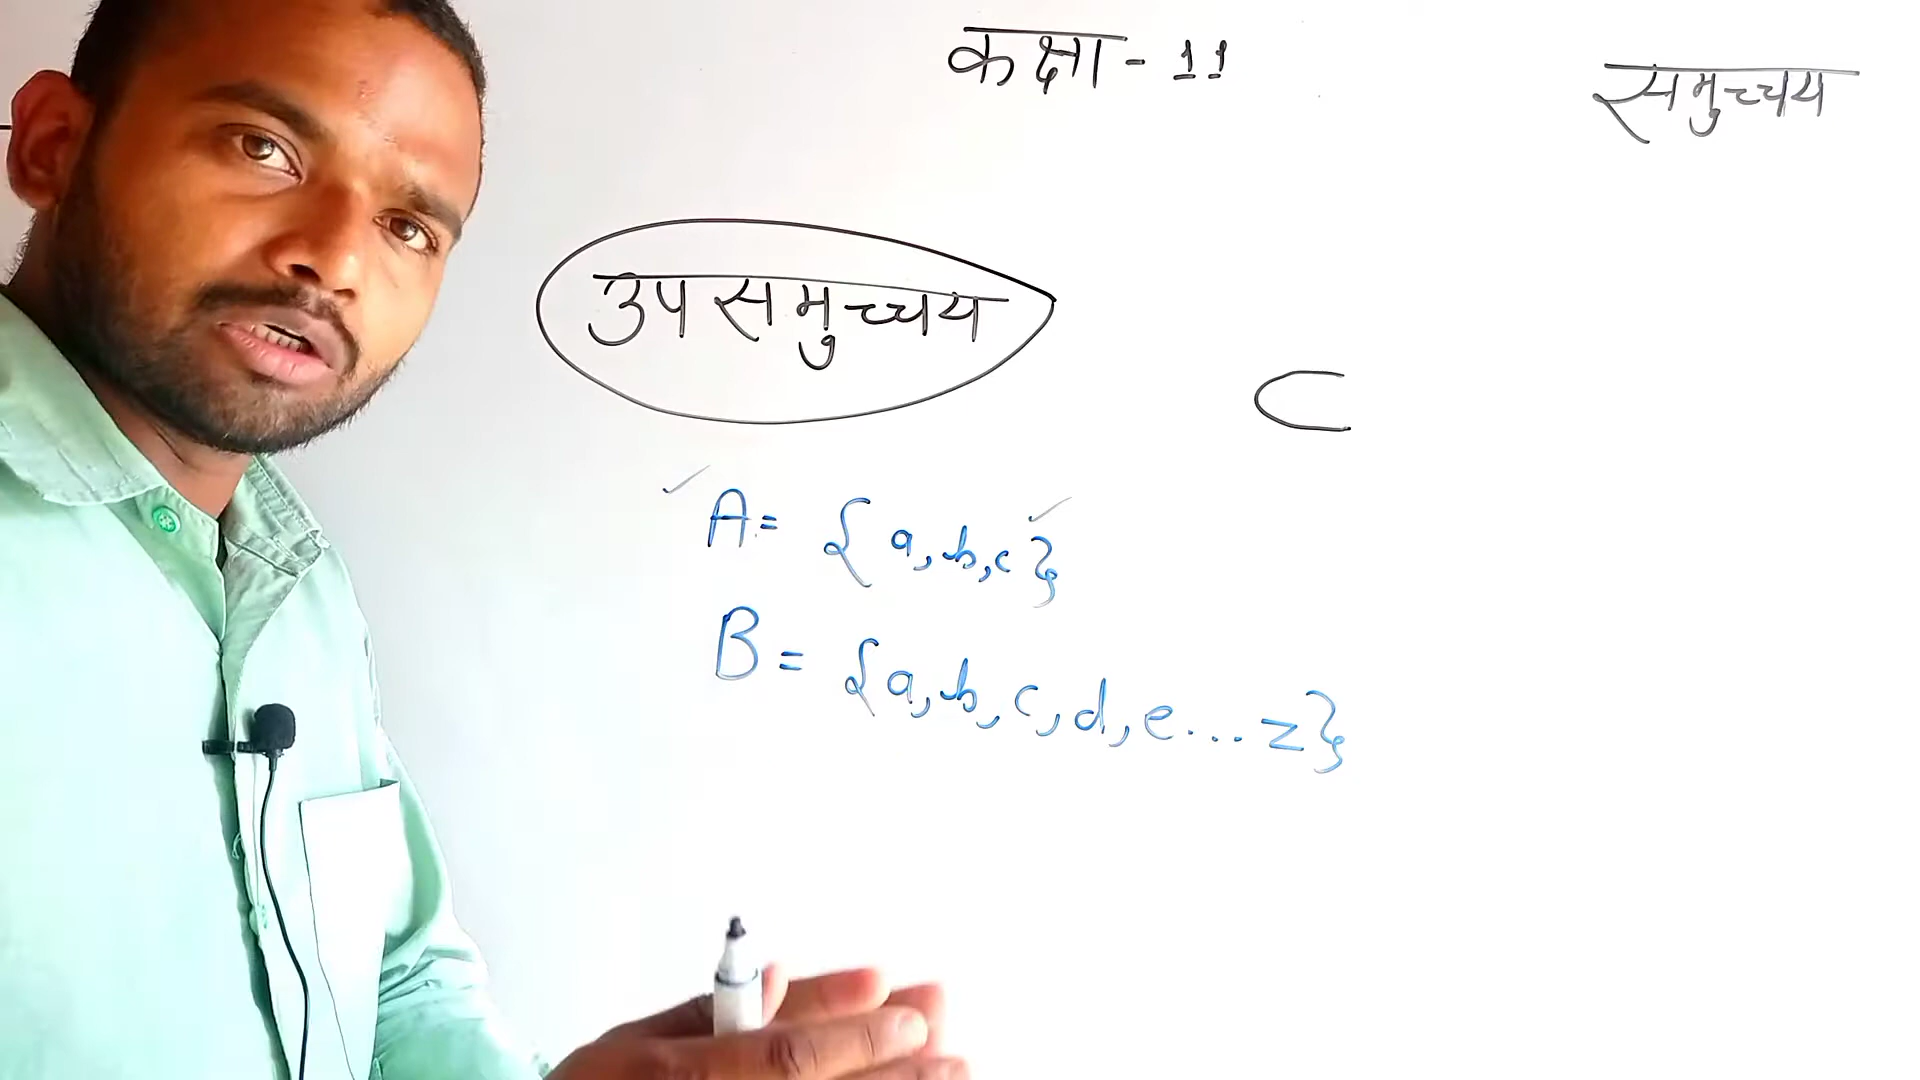 कक्षा - 11
समुच्चय
उपसमुच्चय
⊂
A = {a, b, c}
B = {a, b, c, d, e... z}